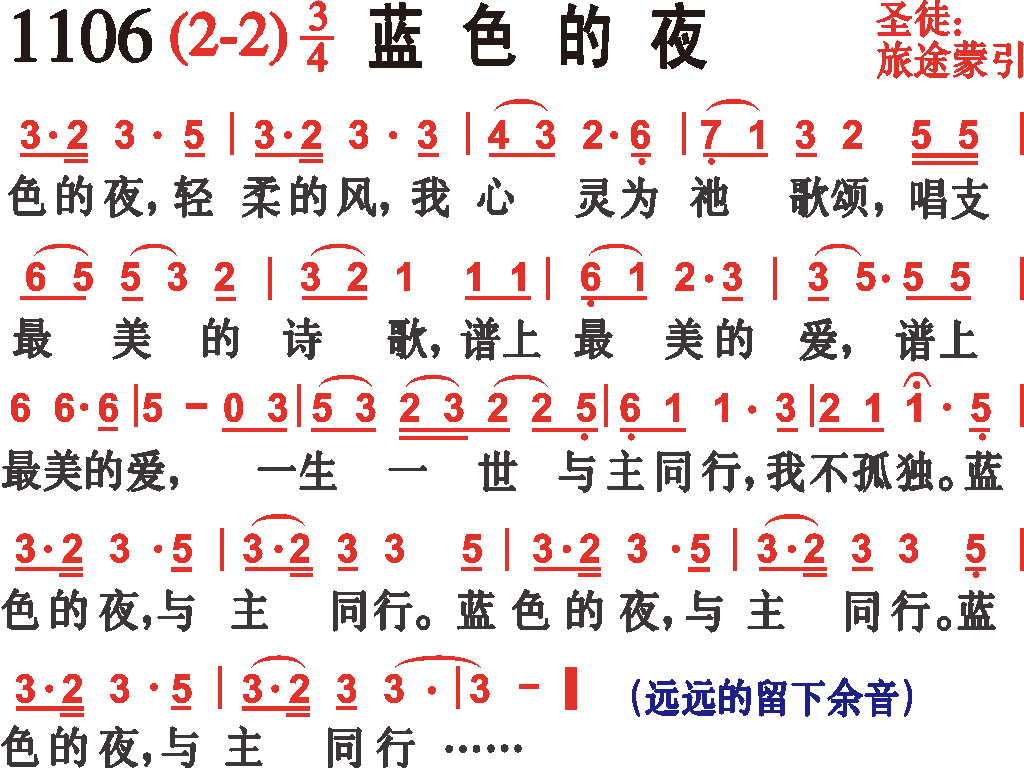 1106 (2-2) 3/4 蓝色的夜 圣徒：
旅途蒙引
3·2 3·5 | 3·2 3·3 | 4 3 2·6 | 7 1 3 2 5 5 |
色的夜，轻柔的风，我心灵为祂歌颂，唱支
6 5 5 3 2 | 3 2 1 1 1 | 6 1 2·3 | 3 5·5 5 |
最美的诗歌，谱上最美的爱，谱上
6 6·6 | 5 - 0 3 | 5 3 2 3 2 2 5 | 6 1 1·3 | 2 1 1·5 |
最美的爱，一生一世与主同行，我不孤独。蓝
3·2 3·5 | 3·2 3 3 5 | 3·2 3·5 | 3·2 3 3 5 |
色的夜，与主同行。蓝色的夜，与主同行。蓝
3·2 3·5 | 3·2 3 3· | 3 - ‖ (远远的留下余音)
色的夜，与主同行……